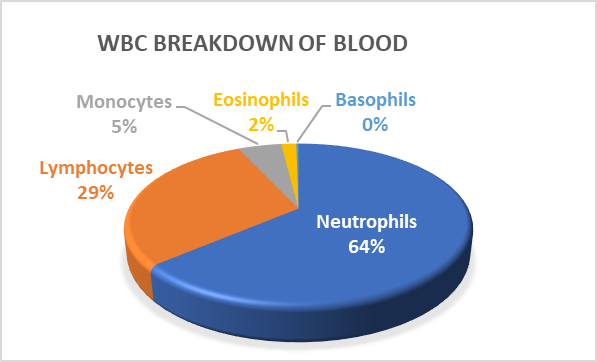 WBC BREAKDOWN OF BLOOD
Monocytes
5%
Eosinophils
2%
Basophils
0%
Lymphocytes
29%
Neutrophils
64%